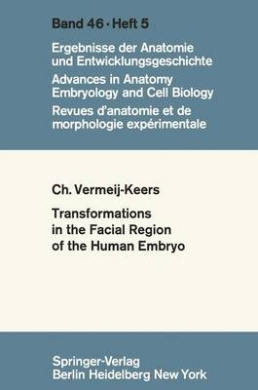 Band 46 · Heft 5
Ergebnisse der Anatomie
und Entwicklungsgeschichte
Advances in Anatomy
Embryology and Cell Biology
Revues d'anatomie et de
morphologie expérimentale
Ch. Vermeij-Keers
Transformations
in the Facial Region
of the Human Embryo
Springer-Verlag
Berlin Heidelberg New York